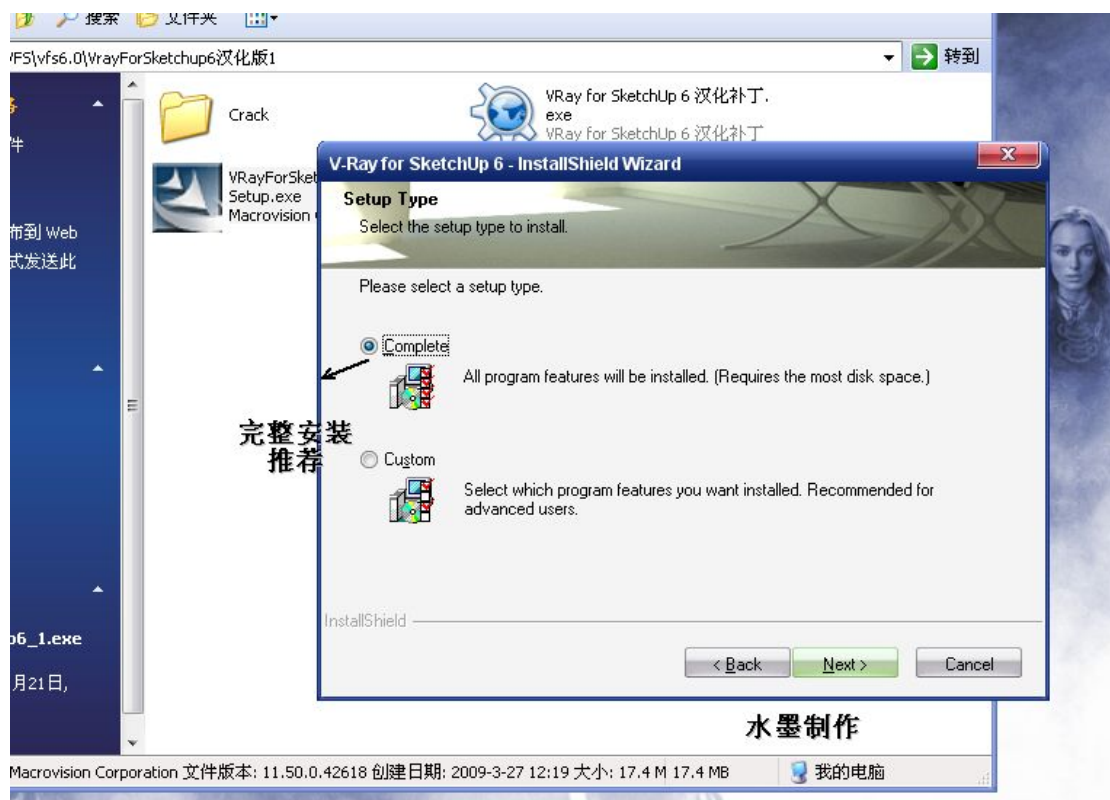 搜索 文件夹
/FS\vfs6.0\VrayForSketchup6汉化版1
转到
Crack
VRay for SketchUp 6 汉化补丁.
exe
VRay for SketchUp 6 汉化补丁
件
VRayForSket
Setup.exe
Macrovision
布到 Web
式发送此
V-Ray for SketchUp 6 - InstallShield Wizard
Setup Type
Select the setup type to install.
Please select a setup type.
Complete
All program features will be installed. (Requires the most disk space.)
完整安装
推荐
Custom
Select which program features you want installed. Recommended for
advanced users.
InstallShield
< Back
Next >
Cancel
p6_1.exe
月21日,
水墨制作
Macrovision Corporation 文件版本: 11.50.0.42618 创建日期: 2009-3-27 12:19 大小: 17.4 M 17.4 MB
我的电脑